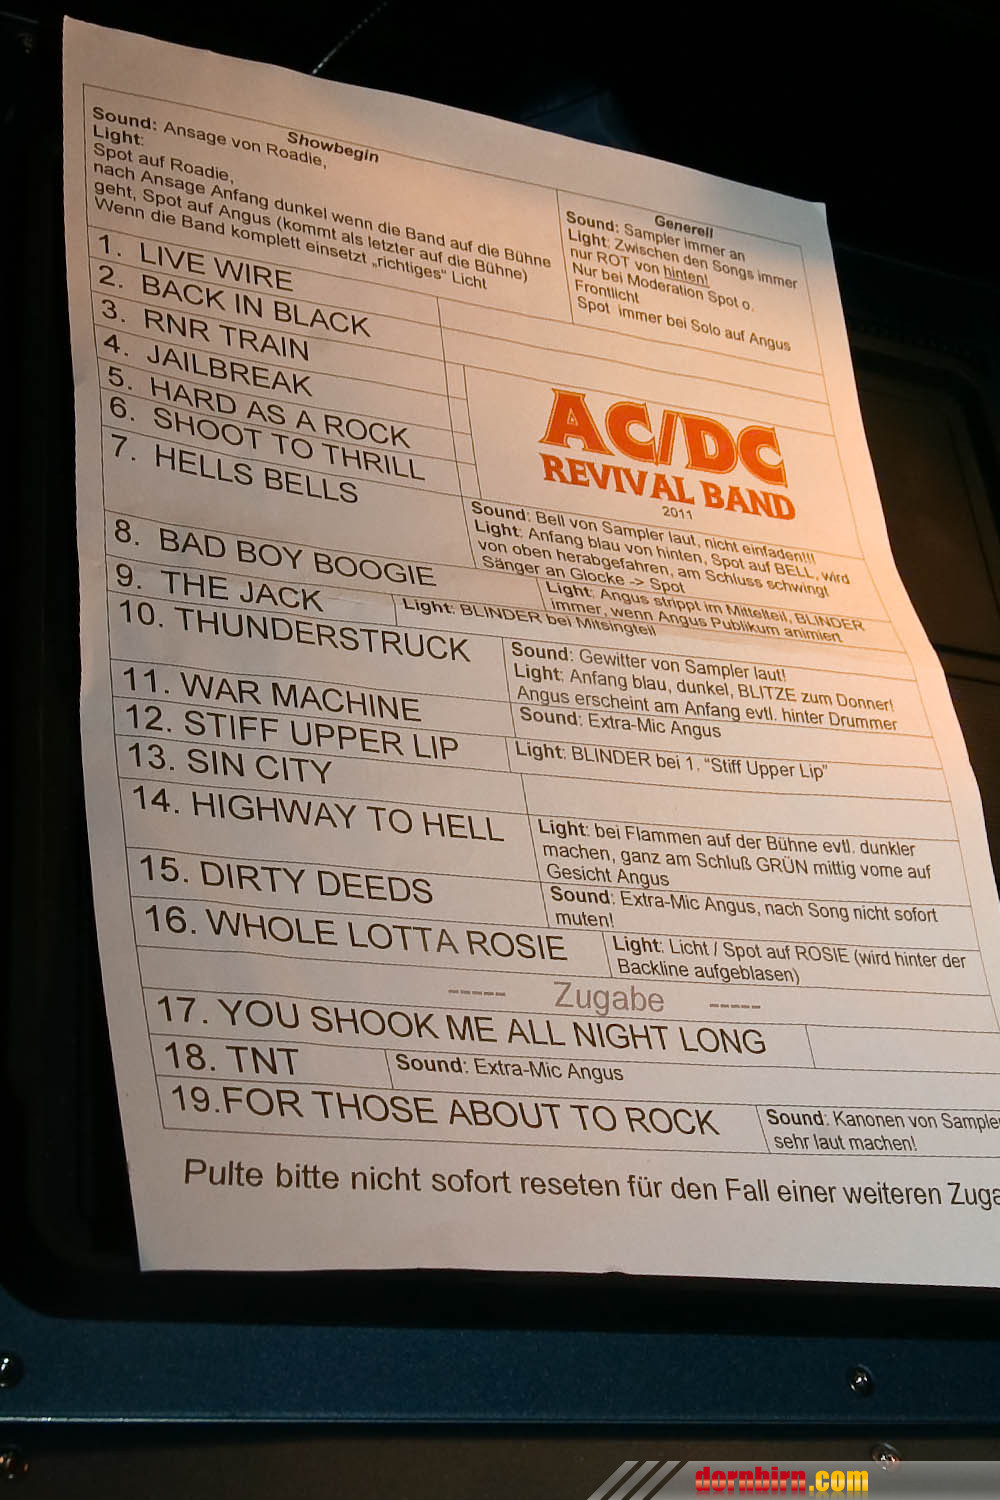 Showbegin
Sound: Ansage von Roadie,
Light:
Spot auf Roadie,
nach Ansage Anfang dunkel wenn die Band auf die Bühne
geht, Spot auf Angus (kommt als letzter auf die Bühne)
Wenn die Band komplett einsetzt „richtiges“ Licht
Generell
Sound: Sampler immer an
Light: Zwischen den Songs immer
nur ROT von hinten!
Nur bei Moderation Spot o.
Frontlicht
Spot immer bei Solo auf Angus
1. LIVE WIRE
2. BACK IN BLACK
3. RNR TRAIN
4. JAILBREAK
5. HARD AS A ROCK
6. SHOOT TO THRILL
AC/DC
REVIVAL BAND
2011
7. HELLS BELLS
Sound: Bell von Sampler laut, nicht einfaden!!!
Light: Anfang blau von hinten, Spot auf BELL, wird
von oben herabgefahren, am Schluss schwingt
Sänger an Glocke -> Spot
8. BAD BOY BOOGIE
Light: Angus strippt im Mittelteil, BLINDER
immer, wenn Angus Publikum animiert
9. THE JACK
Light: BLINDER bei Mitsingteil
10. THUNDERSTRUCK
Sound: Gewitter von Sampler laut!
Light: Anfang blau, dunkel, BLITZE zum Donner!
Angus erscheint am Anfang evtl. hinter Drummer
11. WAR MACHINE
Sound: Extra-Mic Angus
12. STIFF UPPER LIP
Light: BLINDER bei 1. “Stiff Upper Lip”
13. SIN CITY
14. HIGHWAY TO HELL
Light: bei Flammen auf der Bühne evtl. dunkler
machen, ganz am Schluß GRÜN mittig vorne auf
Gesicht Angus
15. DIRTY DEEDS
Sound: Extra-Mic Angus, nach Song nicht sofort
muten!
16. WHOLE LOTTA ROSIE
Light: Licht / Spot auf ROSIE (wird hinter der
Backline aufgeblasen)
----- Zugabe -----
17. YOU SHOOK ME ALL NIGHT LONG
18. TNT
Sound: Extra-Mic Angus
19.FOR THOSE ABOUT TO ROCK
Sound: Kanonen von Sampler
sehr laut machen!
Pulte bitte nicht sofort reseten für den Fall einer weiteren Zuga
dornbirn.com